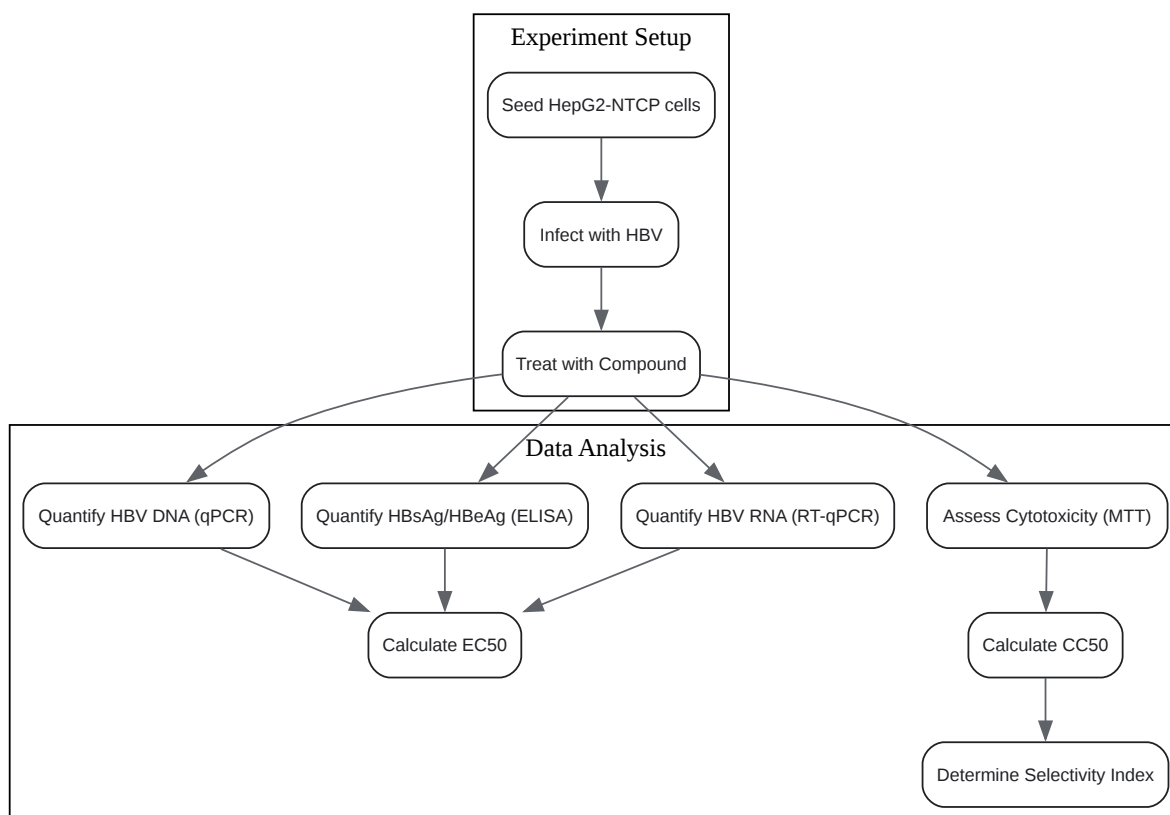 Experiment Setup
Seed HepG2-NTCP cells
Infect with HBV
Treat with Compound
Data Analysis
Quantify HBV DNA (qPCR)
Quantify HBsAg/HBeAg (ELISA)
Quantify HBV RNA (RT-qPCR)
Assess Cytotoxicity (MTT)
Calculate EC50
Calculate CC50
Determine Selectivity Index